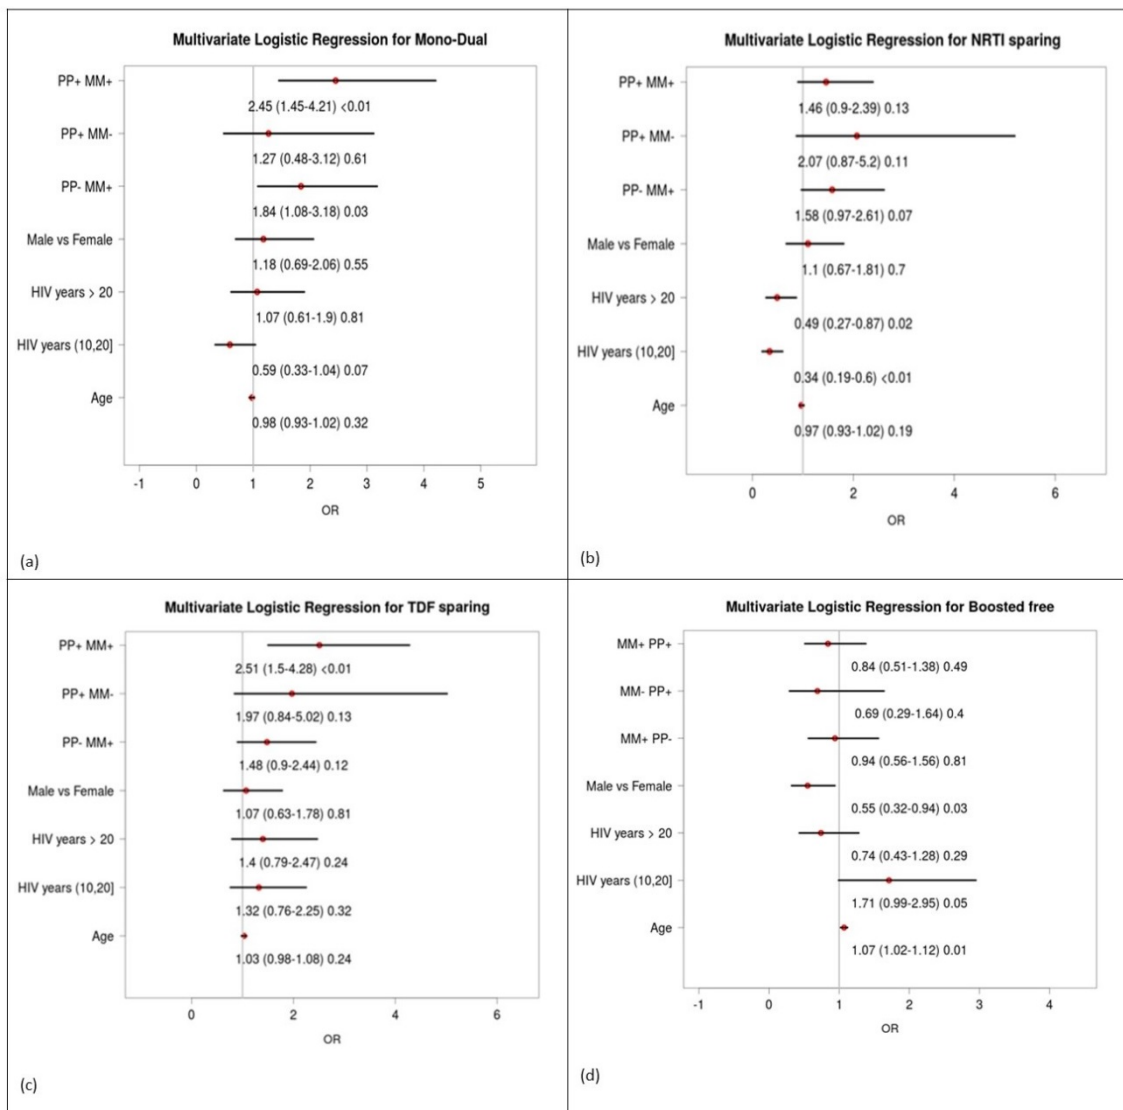 Multivariate Logistic Regression for Mono-Dual
PP+ MM+
2.45 (1.45-4.21) <0.01
PP+ MM-
1.27 (0.48-3.12) 0.61
PP- MM+
1.84 (1.08-3.18) 0.03
Male vs Female
1.18 (0.69-2.06) 0.55
HIV years > 20
1.07 (0.61-1.9) 0.81
HIV years (10,20]
0.59 (0.33-1.04) 0.07
Age
0.98 (0.93-1.02) 0.32
-1 0 1 2 3 4 5
OR
(a)
Multivariate Logistic Regression for NRTI sparing
PP+ MM+
1.46 (0.9-2.39) 0.13
PP+ MM-
2.07 (0.87-5.2) 0.11
PP- MM+
1.58 (0.97-2.61) 0.07
Male vs Female
1.1 (0.67-1.81) 0.7
HIV years > 20
0.49 (0.27-0.87) 0.02
HIV years (10,20]
0.34 (0.19-0.6) <0.01
Age
0.97 (0.93-1.02) 0.19
0 2 4 6
OR
(b)
Multivariate Logistic Regression for TDF sparing
PP+ MM+
2.51 (1.5-4.28) <0.01
PP+ MM-
1.97 (0.84-5.02) 0.13
PP- MM+
1.48 (0.9-2.44) 0.12
Male vs Female
1.07 (0.63-1.78) 0.81
HIV years > 20
1.4 (0.79-2.47) 0.24
HIV years (10,20]
1.32 (0.76-2.25) 0.32
Age
1.03 (0.98-1.08) 0.24
0 2 4 6
OR
(c)
Multivariate Logistic Regression for Boosted free
MM+ PP+
0.84 (0.51-1.38) 0.49
MM- PP+
0.69 (0.29-1.64) 0.4
MM+ PP-
0.94 (0.56-1.56) 0.81
Male vs Female
0.55 (0.32-0.94) 0.03
HIV years > 20
0.74 (0.43-1.28) 0.29
HIV years (10,20]
1.71 (0.99-2.95) 0.05
Age
1.07 (1.02-1.12) 0.01
-1 0 1 2 3 4
OR
(d)